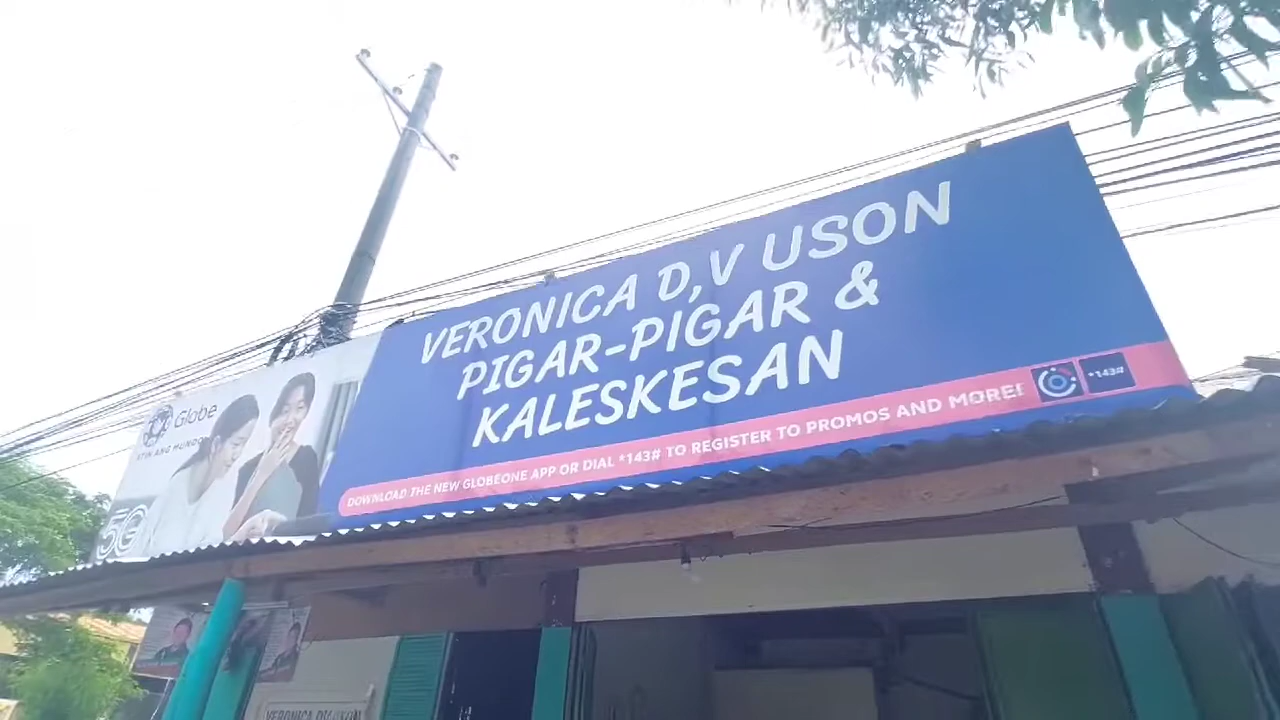 VERONICA D,V USON
PIGAR-PIGAR &
KALESKESAN
DOWNLOAD THE NEW GLOBEONE APP OR DIAL *143# TO REGISTER TO PROMOS AND MORE!
*143#
Globe
5G
VERONICA